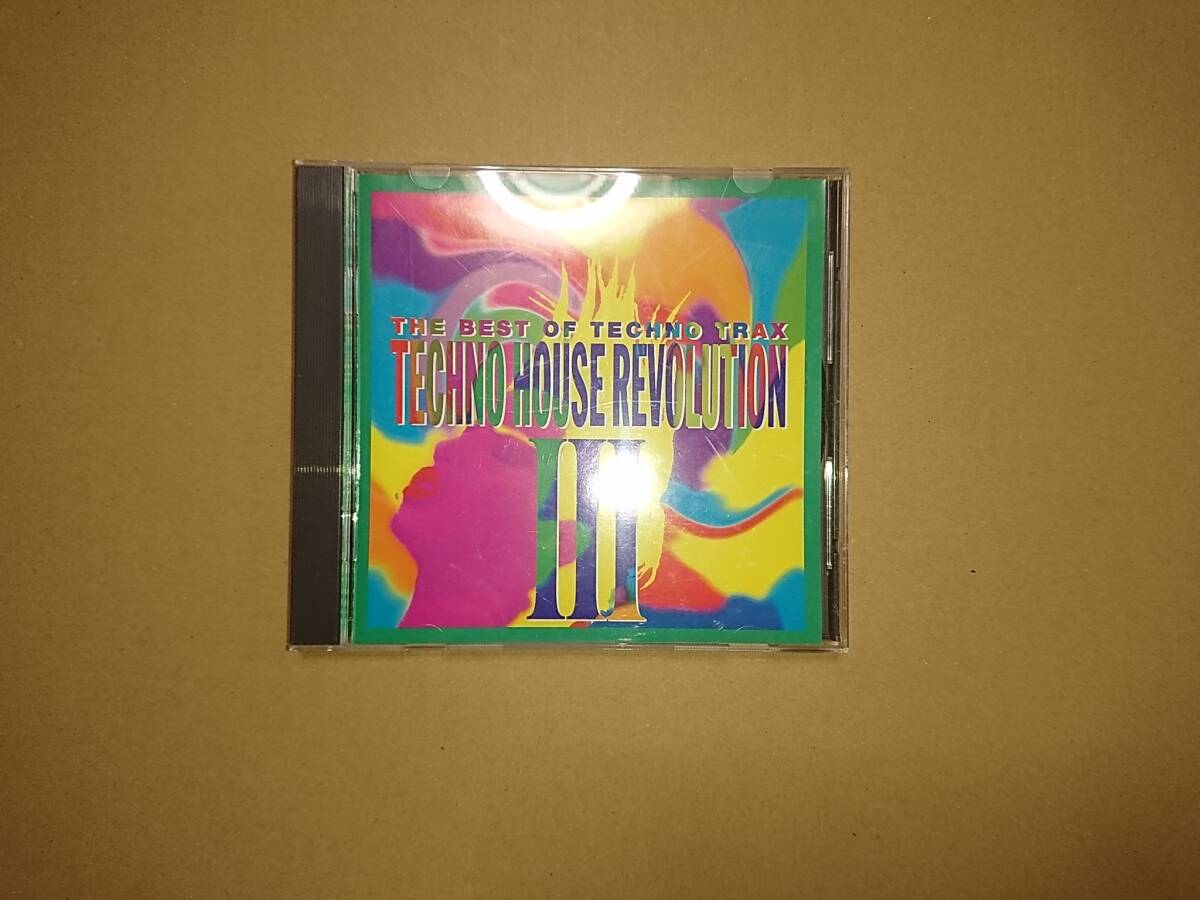 THE BEST OF TECHNO TRAX
TECHNO HOUSE REVOLUTION
III